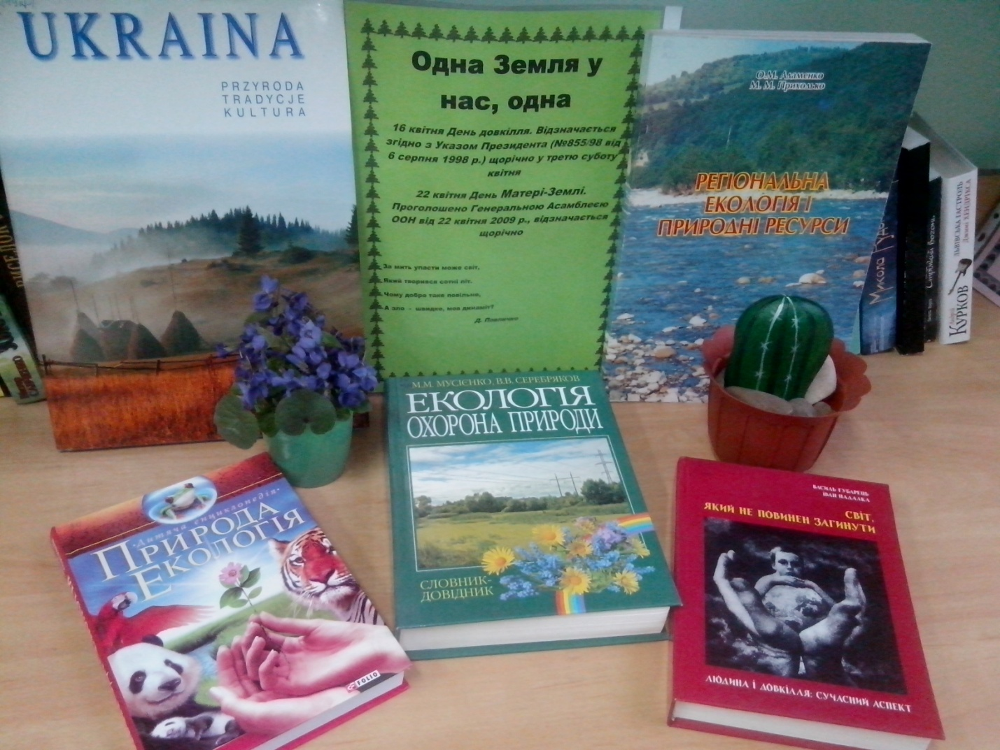 UKRAINA
PRZYRODA
TRADYCJE
KULTURA
Одна Земля у
нас, одна
16 квітня День довкілля. Відзначається
згідно з Указом Президента (№855/98 від
6 серпня 1998 р.) щорічно у третю суботу
квітня
22 квітня День Матері-Землі.
Проголошено Генеральною Асамблеєю
ООН від 22 квітня 2009 р., відзначається
щорічно
За мить упасти може світ,
Який творився сотні літ.
Чому добро таке повільне,
А зло - швидке, мов динаміт?
Д. Павличко
О.М. Адаменко
М. М. Приходько
РЕГІОНАЛЬНА
ЕКОЛОГІЯ І
ПРИРОДНІ РЕСУРСИ
Микола
ЛЬВІВСЬКА ГАСТРОЛЬ
Джимі ХЕНДРІКСА
КУРКОВ
М.М. МУСІЄНКО, В.В. СЕРЕБРЯКОВ
ЕКОЛОГІЯ
ОХОРОНА ПРИРОДИ
СЛОВНИК-
ДОВІДНИК
Дитяча енциклопедія
ПРИРОДА
ЕКОЛОГІЯ
FOLIO
ВАСИЛЬ ГУБАРЕЦЬ
ІВАН ПАДАЛКА
СВІТ,
ЯКИЙ НЕ ПОВИНЕН ЗАГИНУТИ
ЛЮДИНА І ДОВКІЛЛЯ: СУЧАСНИЙ АСПЕКТ